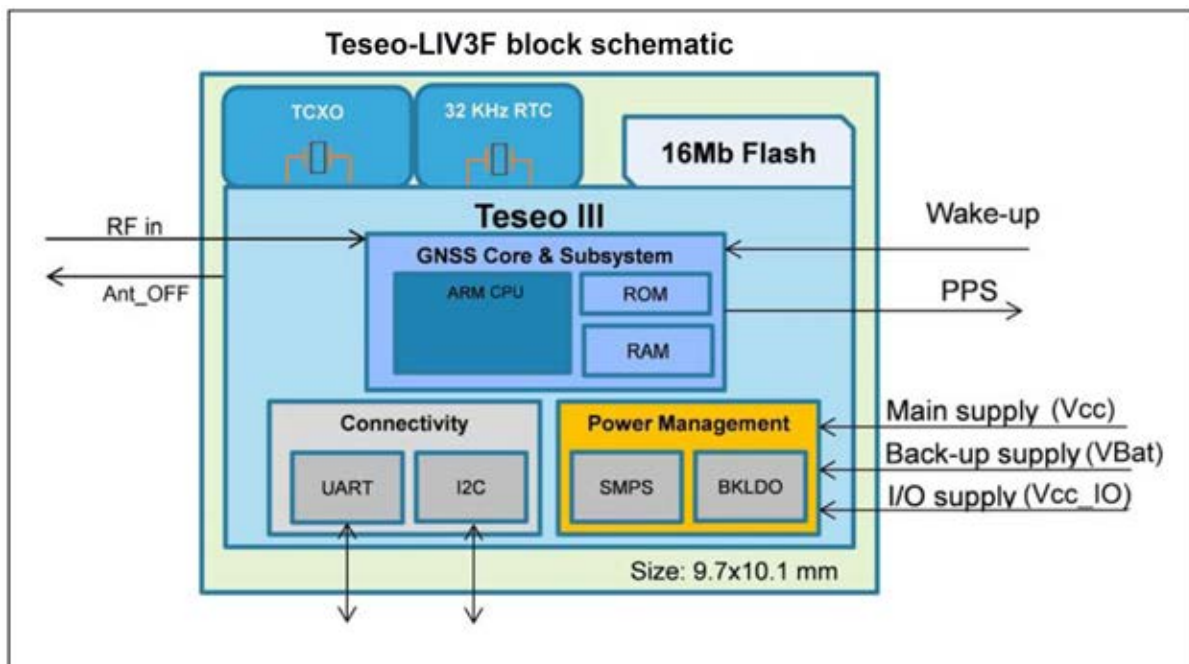 Teseo-LIV3F block schematic
TCXO
32 KHz RTC
16Mb Flash
Teseo III
RF in
Wake-up
GNSS Core & Subsystem
Ant_OFF
ARM CPU
ROM
PPS
RAM
Connectivity
Power Management
Main supply (Vcc)
UART
I2C
SMPS
BKLDO
Back-up supply (VBat)
I/O supply (Vcc_IO)
Size: 9.7x10.1 mm